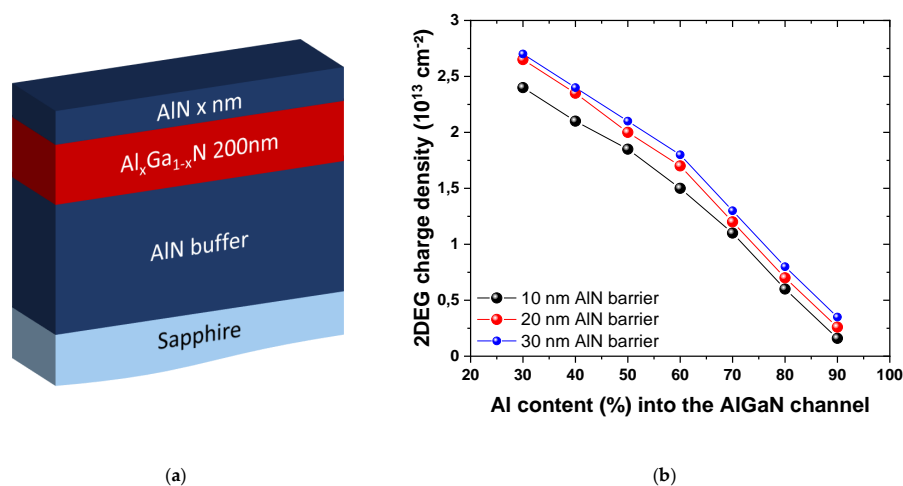 AlN x nm
AlₓGa₁₋ₓN 200nm
AlN buffer
Sapphire
(a)
2DEG charge density (10¹³ cm⁻²)
3
2,5
2
1,5
1
0,5
0
10 nm AlN barrier
20 nm AlN barrier
30 nm AlN barrier
20 30 40 50 60 70 80 90 100
Al content (%) into the AlGaN channel
(b)